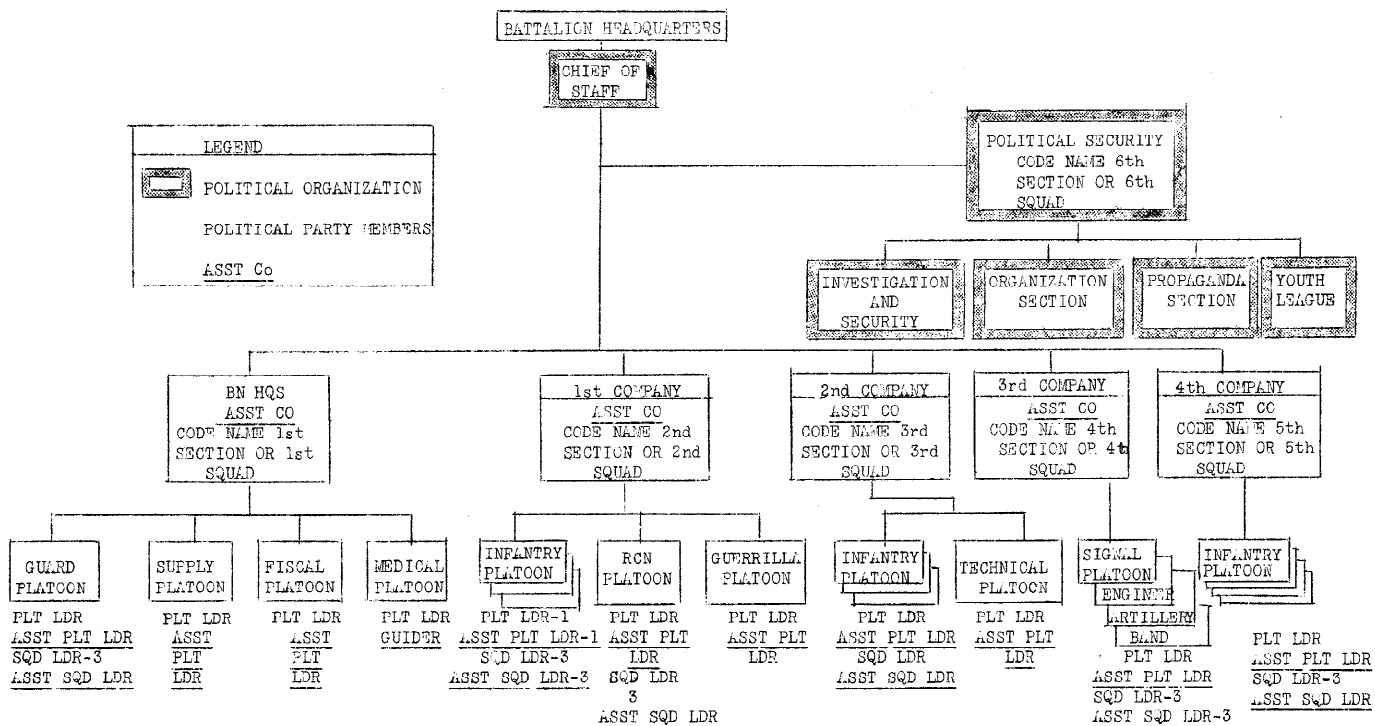 BATTALION HEADQUARTERS
CHIEF OF
STAFF
LEGEND
POLITICAL ORGANIZATION
POLITICAL PARTY MEMBERS
ASST Co
POLITICAL SECURITY
CODE NAME 6th
SECTION OR 6th
SQUAD
INVESTIGATION
AND
SECURITY
ORGANIZATION
SECTION
PROPAGANDA
SECTION
YOUTH
LEAGUE
BN HQS
ASST CO
CODE NAME 1st
SECTION OR 1st
SQUAD
1st COMPANY
ASST CO
CODE NAME 2nd
SECTION OR 2nd
SQUAD
2nd COMPANY
ASST CO
CODE NAME 3rd
SECTION OR 3rd
SQUAD
3rd COMPANY
ASST CO
CODE NAME 4th
SECTION OR 4th
SQUAD
4th COMPANY
ASST CO
CODE NAME 5th
SECTION OR 5th
SQUAD
GUARD
PLATOON
PLT LDR
ASST PLT LDR
SQD LDR-3
ASST SQD LDR
SUPPLY
PLATOON
PLT LDR
ASST
PLT
LDR
FISCAL
PLATOON
PLT LDR
ASST
PLT
LDR
MEDICAL
PLATOON
PLT LDR
GUIDER
INFANTRY
PLATOON
PLT LDR-1
ASST PLT LDR-1
SQD LDR-3
ASST SQD LDR-3
RCN
PLATOON
PLT LDR
ASST PLT
LDR
SQD LDR
3
ASST SQD LDR
GUERRILLA
PLATOON
PLT LDR
ASST PLT
LDR
INFANTRY
PLATOON
PLT LDR
ASST PLT LDR
SQD LDR
ASST SQD LDR
TECHNICAL
PLATOON
PLT LDR
ASST PLT
LDR
SIGNAL
PLATOON
ENGINEER
ARTILLERY
BAND
PLT LDR
ASST PLT LDR
SQD LDR-3
ASST SQD LDR-3
INFANTRY
PLATOON
PLT LDR
ASST PLT LDR
SQD LDR-3
ASST SQD LDR